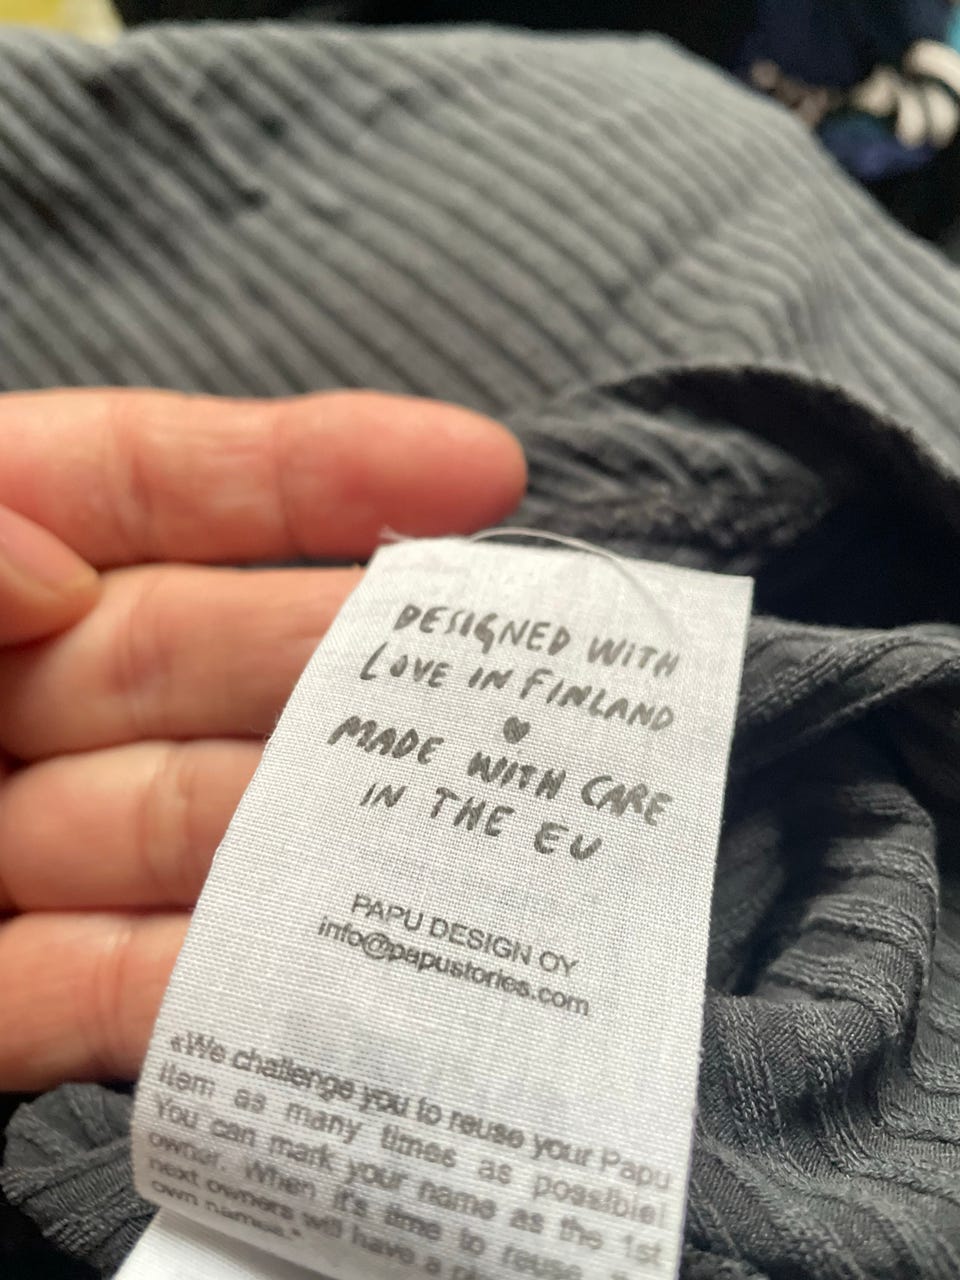 DESIGNED WITH
LOVE IN FINLAND
♥
MADE WITH CARE
IN THE EU
PAPU DESIGN OY
info@papustories.com
«We challenge you to reuse your Papu
item as many times as possible!
You can mark your name as the 1st
owner. When it's time to reuse,
next owners will have a
own names.”